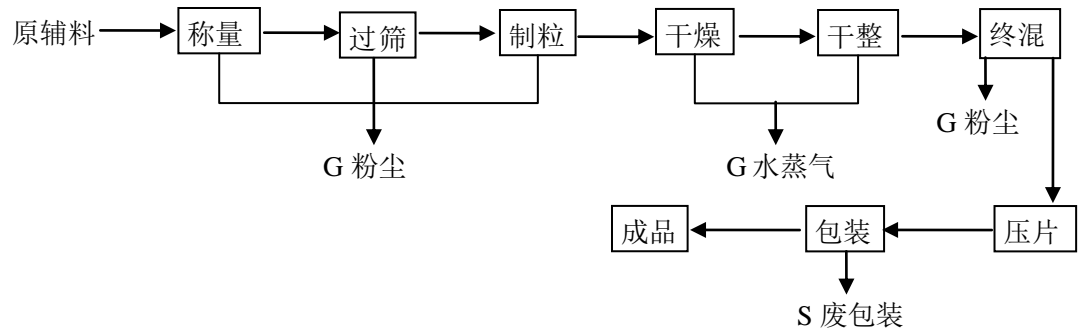 原辅料 称量 过筛 制粒 干燥 干整 终混
G 粉尘
G 粉尘 G 水蒸气
成品 包装 压片
S 废包装